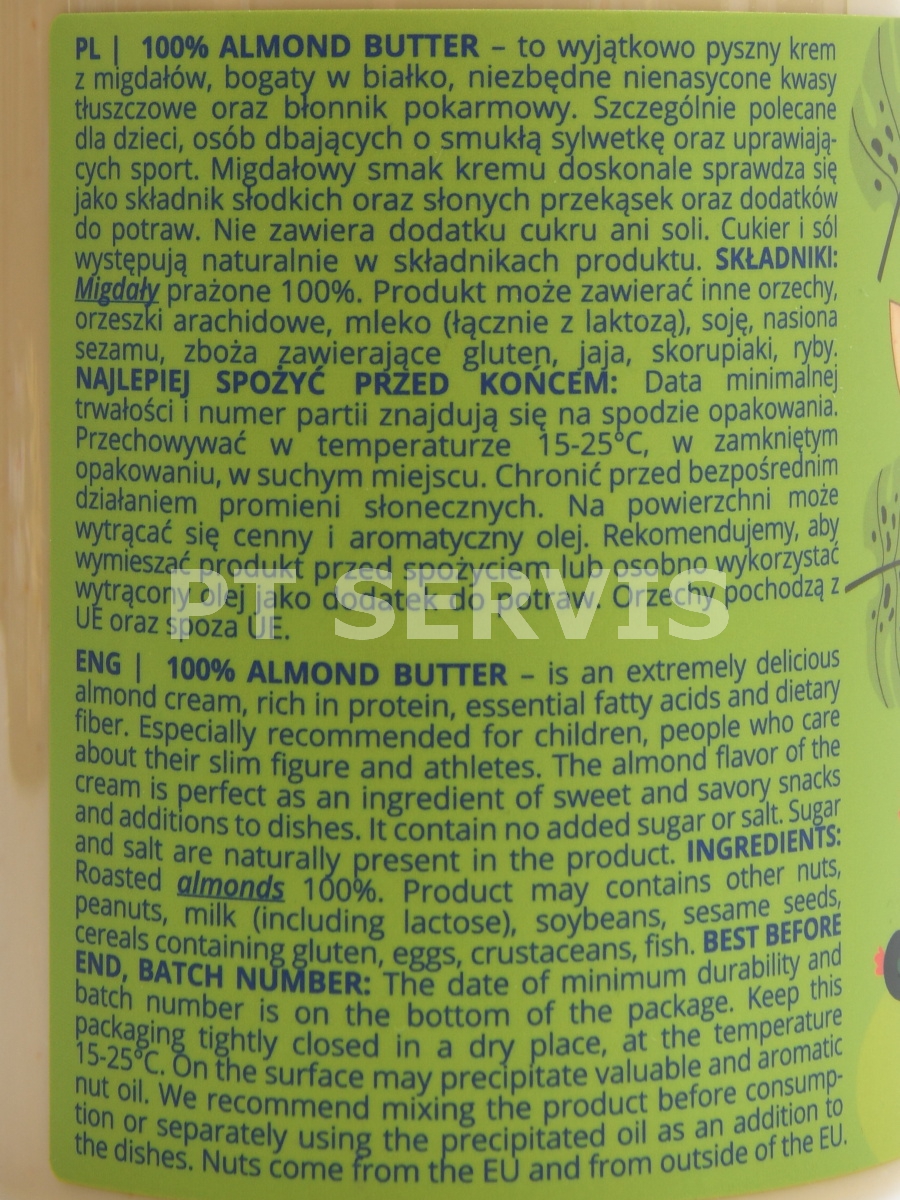 PL | 100% ALMOND BUTTER – to wyjątkowo pyszny krem
z migdałów, bogaty w białko, niezbędne nienasycone kwasy
tłuszczowe oraz błonnik pokarmowy. Szczególnie polecane
dla dzieci, osób dbających o smukłą sylwetkę oraz uprawiają-
cych sport. Migdałowy smak kremu doskonale sprawdza się
jako składnik słodkich oraz słonych przekąsek oraz dodatków
do potraw. Nie zawiera dodatku cukru ani soli. Cukier i sól
występują naturalnie w składnikach produktu. SKŁADNIKI:
Migdały prażone 100%. Produkt może zawierać inne orzechy,
orzeszki arachidowe, mleko (łącznie z laktozą), soję, nasiona
sezamu, zboża zawierające gluten, jaja, skorupiaki, ryby.
NAJLEPIEJ SPOŻYĆ PRZED KOŃCEM: Data minimalnej
trwałości i numer partii znajdują się na spodzie opakowania.
Przechowywać w temperaturze 15-25°C, w zamkniętym
opakowaniu, w suchym miejscu. Chronić przed bezpośrednim
działaniem promieni słonecznych. Na powierzchni może
wytrącać się cenny i aromatyczny olej. Rekomendujemy, aby
wymieszać produkt przed spożyciem lub osobno wykorzystać
PT SERVIS
wytrącony olej jako dodatek do potraw. Orzechy pochodzą z
UE oraz spoza UE.
ENG | 100% ALMOND BUTTER – is an extremely delicious
almond cream, rich in protein, essential fatty acids and dietary
fiber. Especially recommended for children, people who care
about their slim figure and athletes. The almond flavor of the
cream is perfect as an ingredient of sweet and savory snacks
and additions to dishes. It contain no added sugar or salt. Sugar
and salt are naturally present in the product. INGREDIENTS:
Roasted almonds 100%. Product may contains other nuts,
peanuts, milk (including lactose), soybeans, sesame seeds,
cereals containing gluten, eggs, crustaceans, fish. BEST BEFORE
END, BATCH NUMBER: The date of minimum durability and
batch number is on the bottom of the package. Keep this
packaging tightly closed in a dry place, at the temperature
15-25°C. On the surface may precipitate valuable and aromatic
nut oil. We recommend mixing the product before consump-
tion or separately using the precipitated oil as an addition to
the dishes. Nuts come from the EU and from outside of the EU.